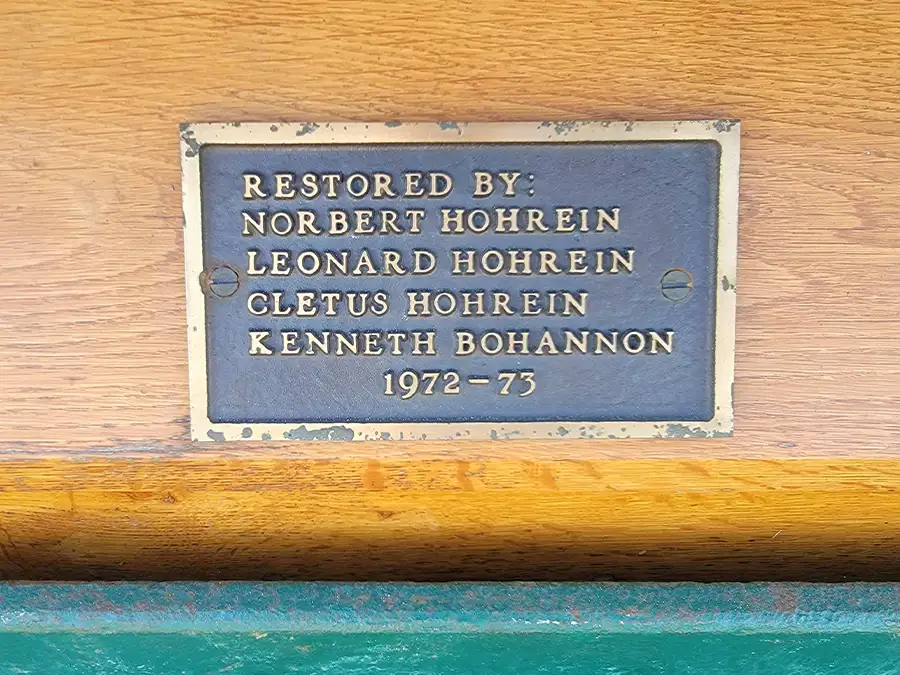 RESTORED BY:
NORBERT HOHREIN
LEONARD HOHREIN
CLETUS HOHREIN
KENNETH BOHANNON
1972-73